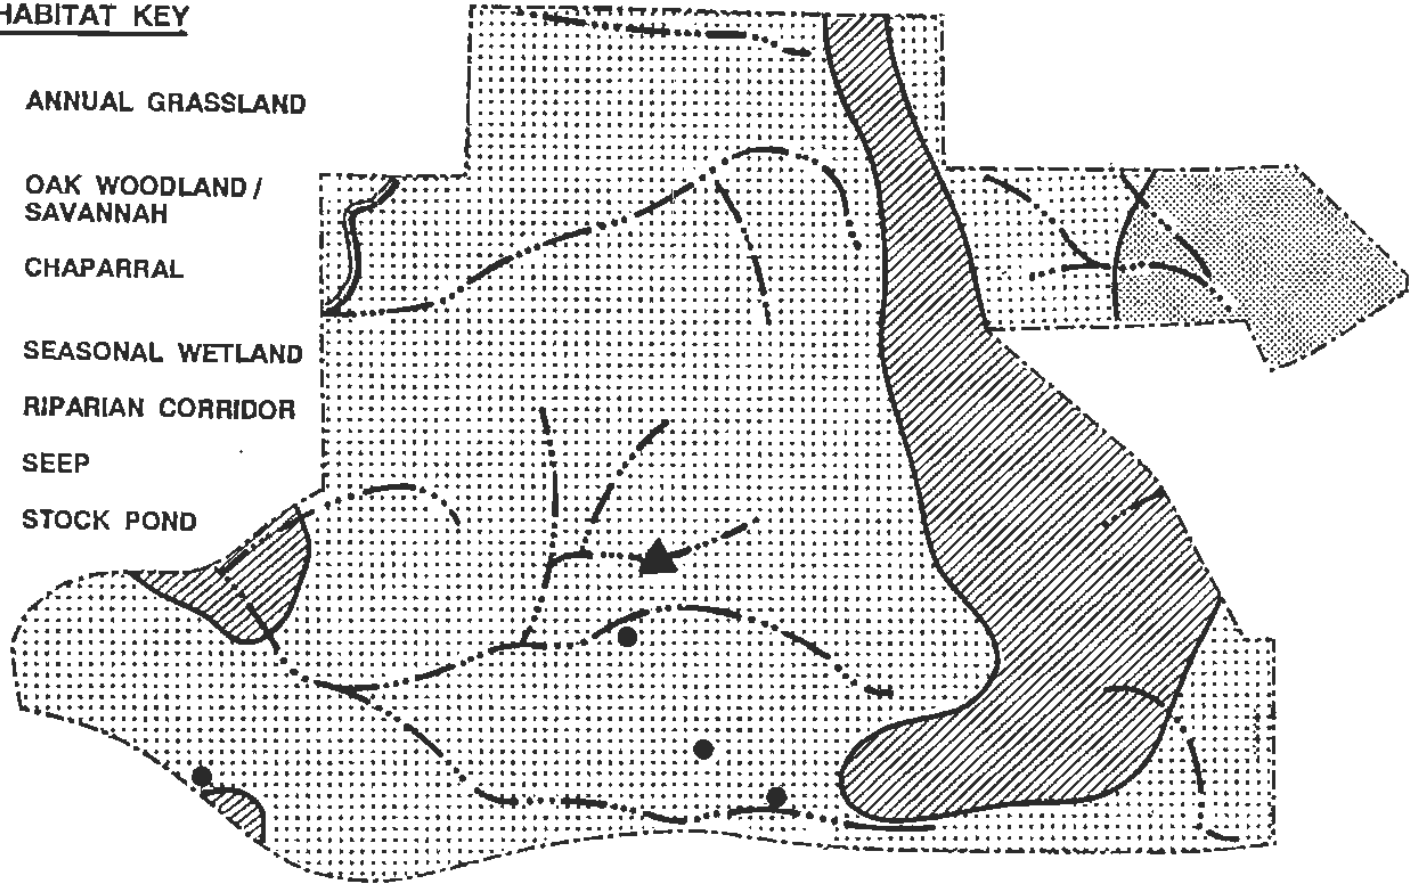 HABITAT KEY
ANNUAL GRASSLAND
OAK WOODLAND /
SAVANNAH
CHAPARRAL
SEASONAL WETLAND
RIPARIAN CORRIDOR
SEEP
STOCK POND